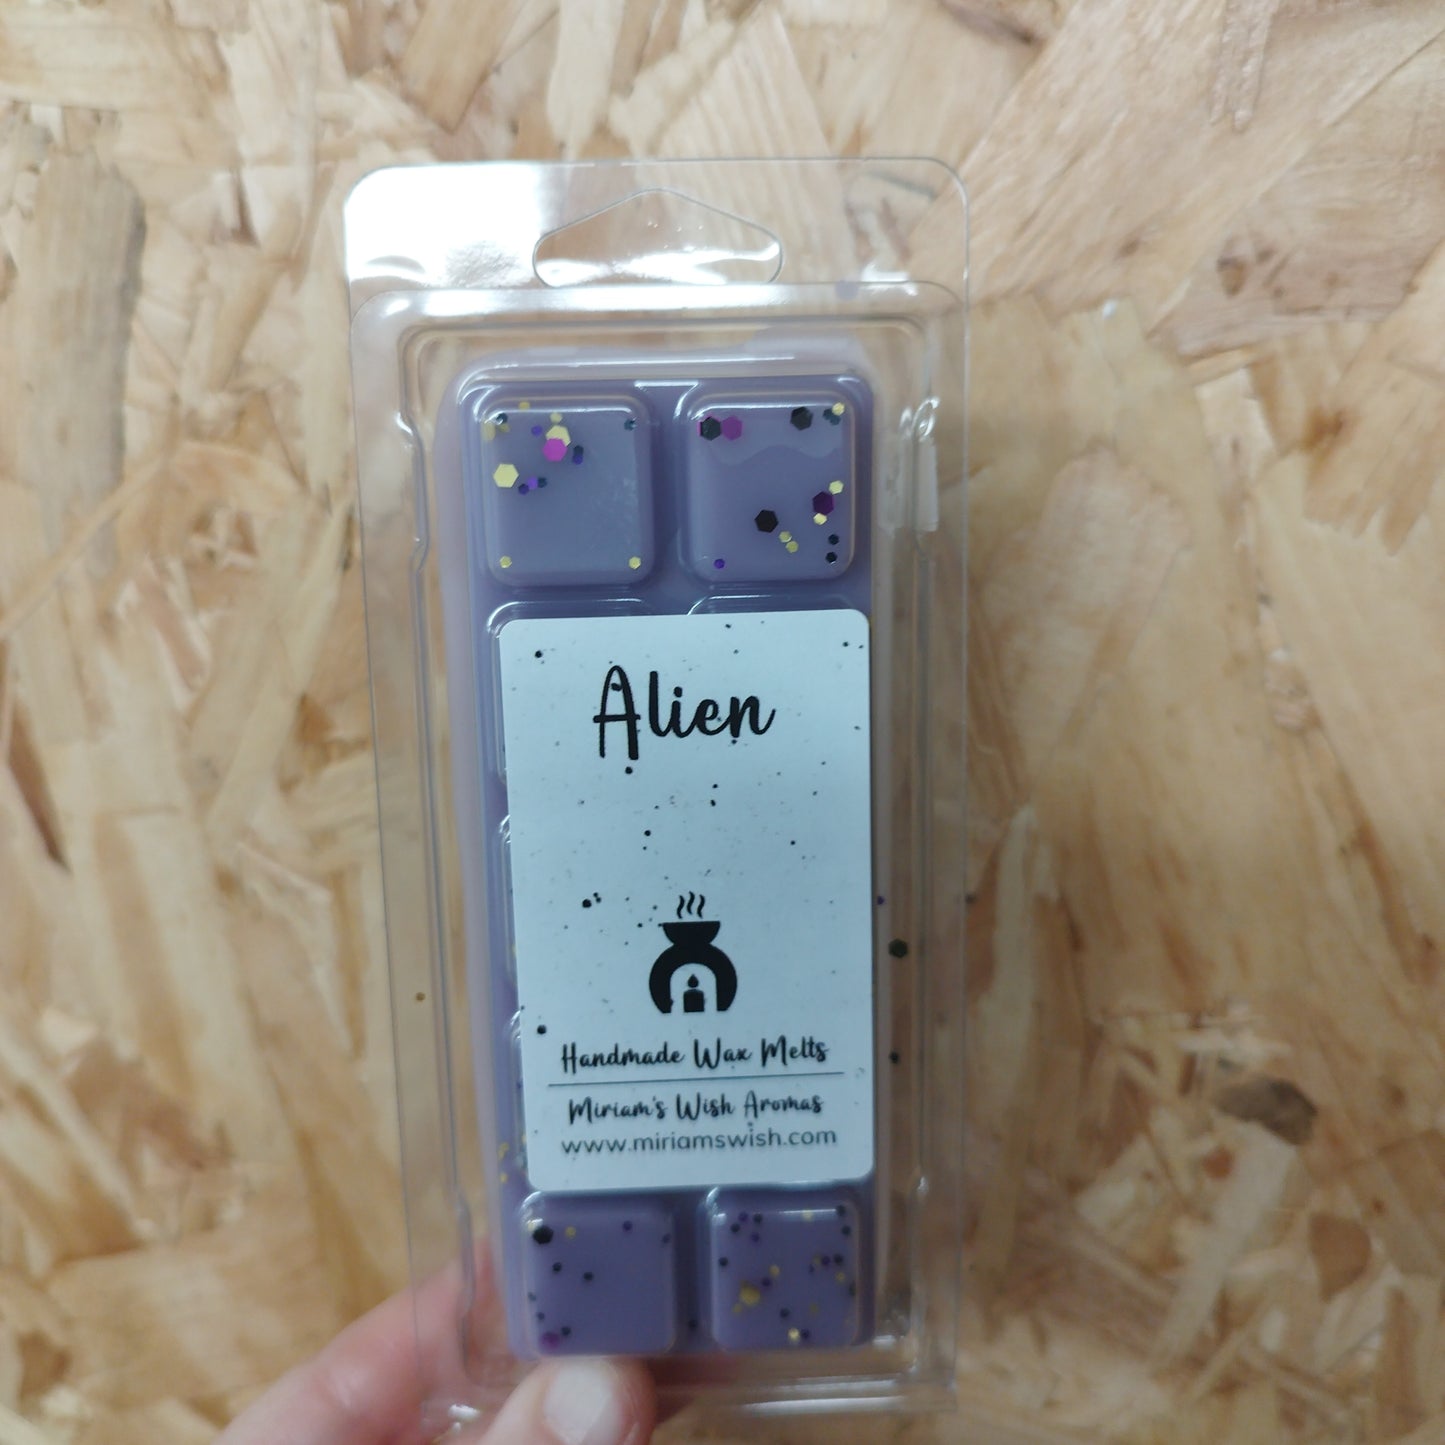 Alien
Handmade Wax Melts
Miriam's Wish Aromas
www.miriamswish.com